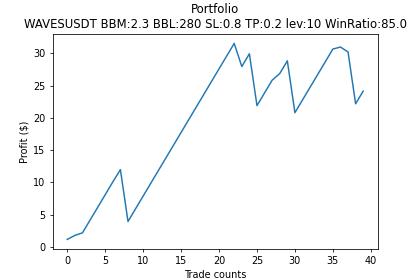 Portfolio
WAVESUSDT BBM:2.3 BBL:280 SL:0.8 TP:0.2 lev:10 WinRatio:85.0
30
25
20
15
10
5
0
Profit ($)
0 5 10 15 20 25 30 35 40
Trade counts